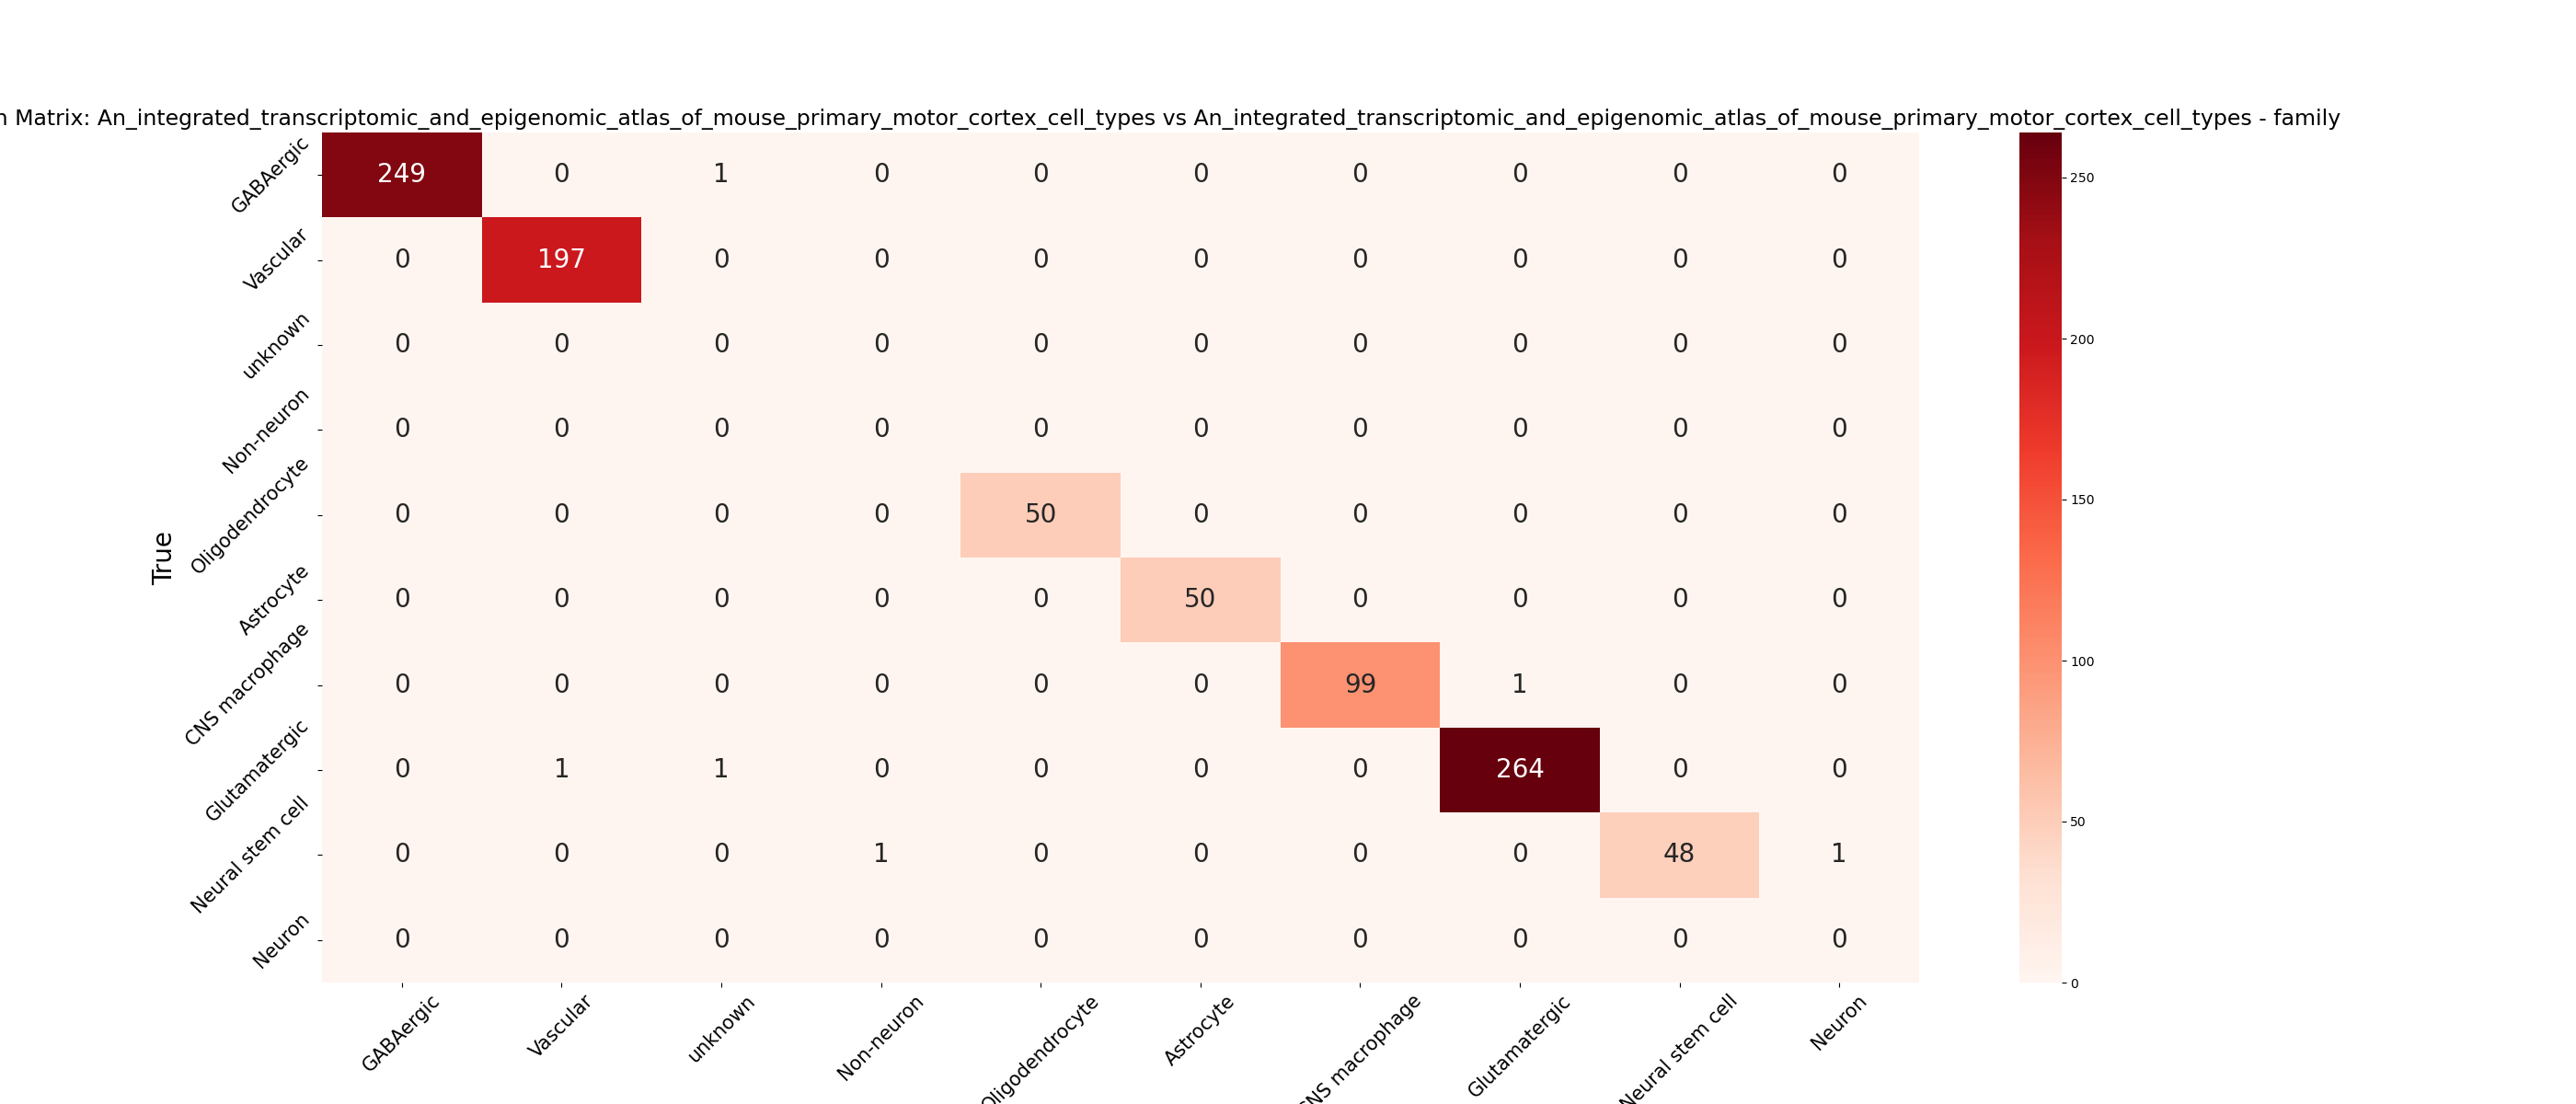 Matrix: An_integrated_transcriptomic_and_epigenomic_atlas_of_mouse_primary_motor_cortex_cell_types vs An_integrated_transcriptomic_and_epigenomic_atlas_of_mouse_primary_motor_cortex_cell_types - family
True
GABAergic 249 0 1 0 0 0 0 0 0 0
Vascular 0 197 0 0 0 0 0 0 0 0
unknown 0 0 0 0 0 0 0 0 0 0
Non-neuron 0 0 0 0 0 0 0 0 0 0
Oligodendrocyte 0 0 0 0 50 0 0 0 0 0
Astrocyte 0 0 0 0 0 50 0 0 0 0
CNS macrophage 0 0 0 0 0 0 99 1 0 0
Glutamatergic 0 1 1 0 0 0 0 264 0 0
Neural stem cell 0 0 0 1 0 0 0 0 48 1
Neuron 0 0 0 0 0 0 0 0 0 0
GABAergic Vascular unknown Non-neuron Oligodendrocyte Astrocyte CNS macrophage Glutamatergic Neural stem cell Neuron
250
200
150
100
50
0